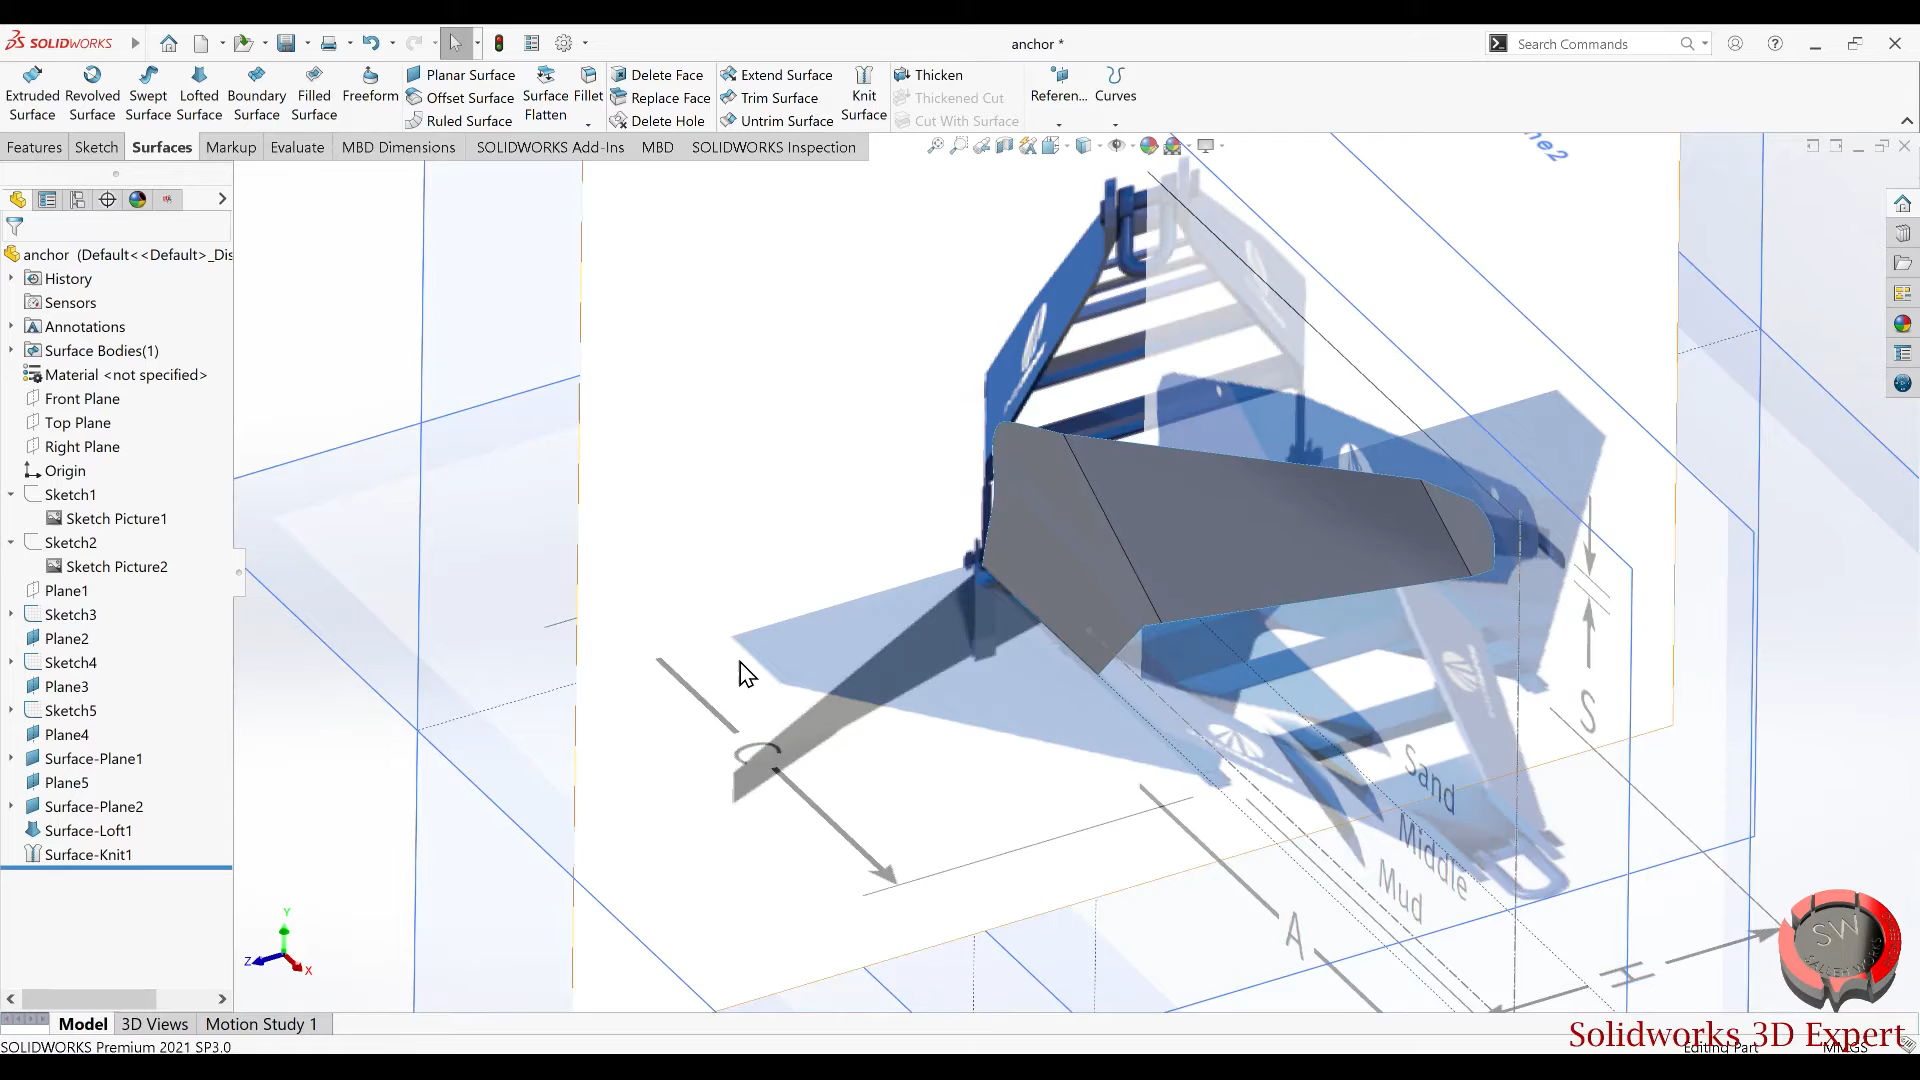 SOLIDWORKS
anchor *
Search Commands
Extruded Surface
Revolved Surface
Swept Surface
Lofted Surface
Boundary Surface
Filled Surface
Freeform
Planar Surface
Offset Surface
Ruled Surface
Surface Flatten
Fillet
Delete Face
Replace Face
Delete Hole
Extend Surface
Trim Surface
Untrim Surface
Knit Surface
Thicken
Thickened Cut
Cut With Surface
Referen...
Curves
Features
Sketch
Surfaces
Markup
Evaluate
MBD Dimensions
SOLIDWORKS Add-Ins
MBD
SOLIDWORKS Inspection
anchor (Default<<Default>_Dis
History
Sensors
Annotations
Surface Bodies(1)
Material <not specified>
Front Plane
Top Plane
Right Plane
Origin
Sketch1
Sketch Picture1
Sketch2
Sketch Picture2
Plane1
Sketch3
Plane2
Sketch4
Plane3
Sketch5
Plane4
Surface-Plane1
Plane5
Surface-Plane2
Surface-Loft1
Surface-Knit1
S
Sand
Middle
Mud
A
H
Y
Z
X
SW
Model
3D Views
Motion Study 1
SOLIDWORKS Premium 2021 SP3.0
Solidworks 3D Expert
Editing Part
MMGS